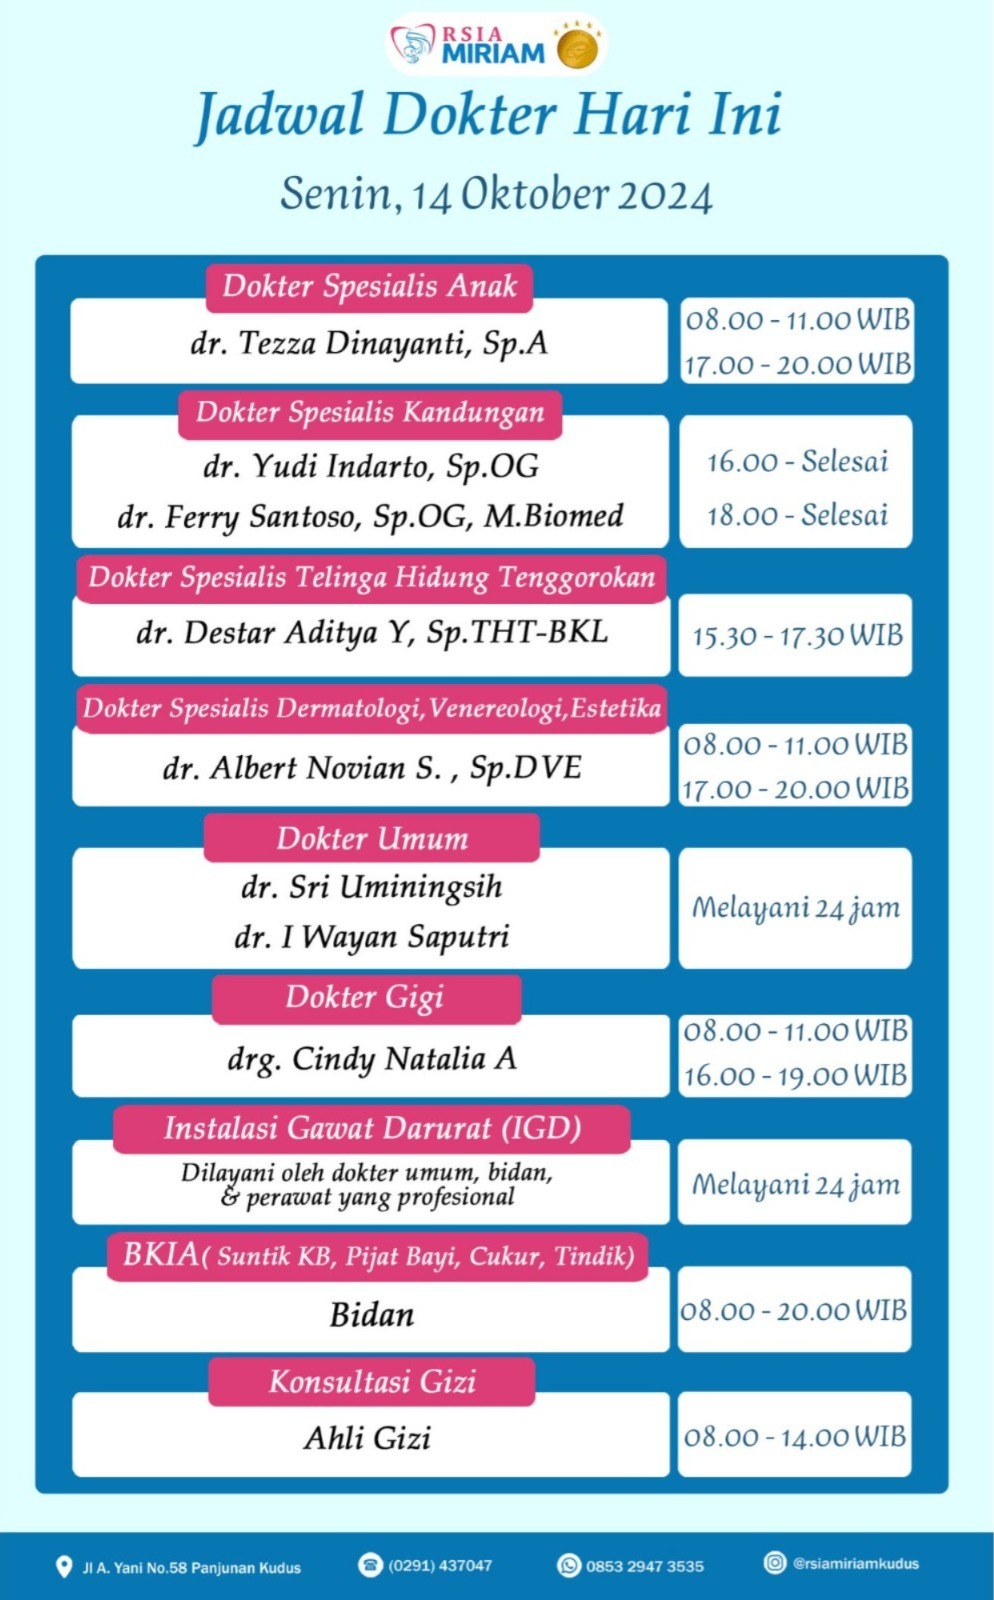 RSIA
MIRIAM
Jadwal Dokter Hari Ini
Senin, 14 Oktober 2024
Dokter Spesialis Anak
dr. Tezza Dinayanti, Sp.A
08.00 - 11.00 WIB
17.00 - 20.00 WIB
Dokter Spesialis Kandungan
dr. Yudi Indarto, Sp.OG
16.00 - Selesai
dr. Ferry Santoso, Sp.OG, M.Biomed
18.00 - Selesai
Dokter Spesialis Telinga Hidung Tenggorokan
dr. Destar Aditya Y, Sp.THT-BKL
15.30 - 17.30 WIB
Dokter Spesialis Dermatologi,Venereologi,Estetika
dr. Albert Novian S. , Sp.DVE
08.00 - 11.00 WIB
17.00 - 20.00 WIB
Dokter Umum
dr. Sri Uminingsih
dr. I Wayan Saputri
Melayani 24 jam
Dokter Gigi
drg. Cindy Natalia A
08.00 - 11.00 WIB
16.00 - 19.00 WIB
Instalasi Gawat Darurat (IGD)
Dilayani oleh dokter umum, bidan,
& perawat yang profesional
Melayani 24 jam
BKIA( Suntik KB, Pijat Bayi, Cukur, Tindik)
Bidan
08.00 - 20.00 WIB
Konsultasi Gizi
Ahli Gizi
08.00 - 14.00 WIB
Jl A. Yani No.58 Panjunan Kudus
(0291) 437047
0853 2947 3535
@rsiamiriamkudus